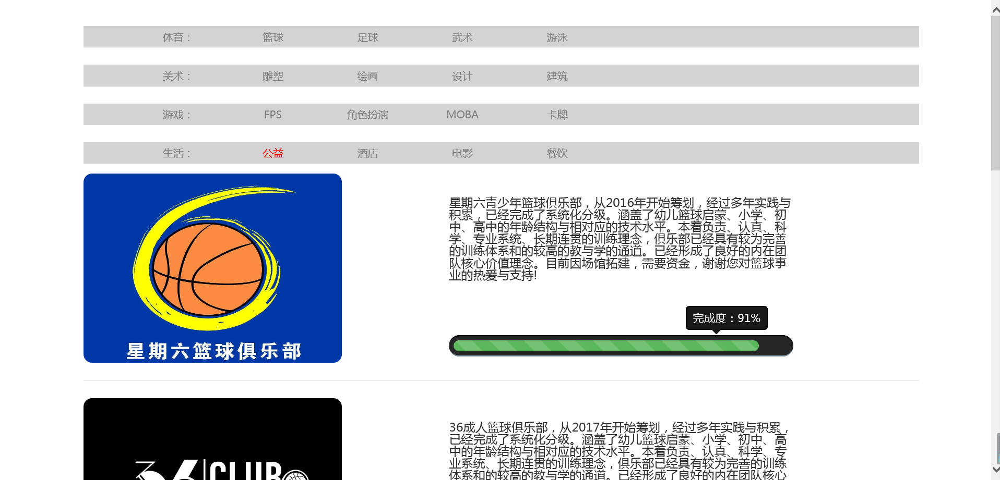 体育： 篮球 足球 武术 游泳
美术： 雕塑 绘画 设计 建筑
游戏： FPS 角色扮演 MOBA 卡牌
生活： 公益 酒店 电影 餐饮
星期六篮球俱乐部
星期六青少年篮球俱乐部，从2016年开始筹划，经过多年实践与
积累，已经完成了系统化分级。涵盖了幼儿篮球启蒙、小学、初
中、高中的年龄结构与相对应的技术水平。本着负责、认真、科
学、专业系统、长期连贯的训练理念，俱乐部已经具有较为完善
的训练体系和的较高的教与学的通道。已经形成了良好的内在团
队核心价值理念。目前因场馆拓建，需要资金，谢谢您对篮球事
业的热爱与支持!
完成度：91%
36 CLUB
36成人篮球俱乐部，从2017年开始筹划，经过多年实践与积累，
已经完成了系统化分级。涵盖了幼儿篮球启蒙、小学、初中、高
中的年龄结构与相对应的技术水平。本着负责、认真、科学、专
业系统、长期连贯的训练理念，俱乐部已经具有较为完善的训练
体系和的较高的教与学的通道。已经形成了良好的内在团队核心